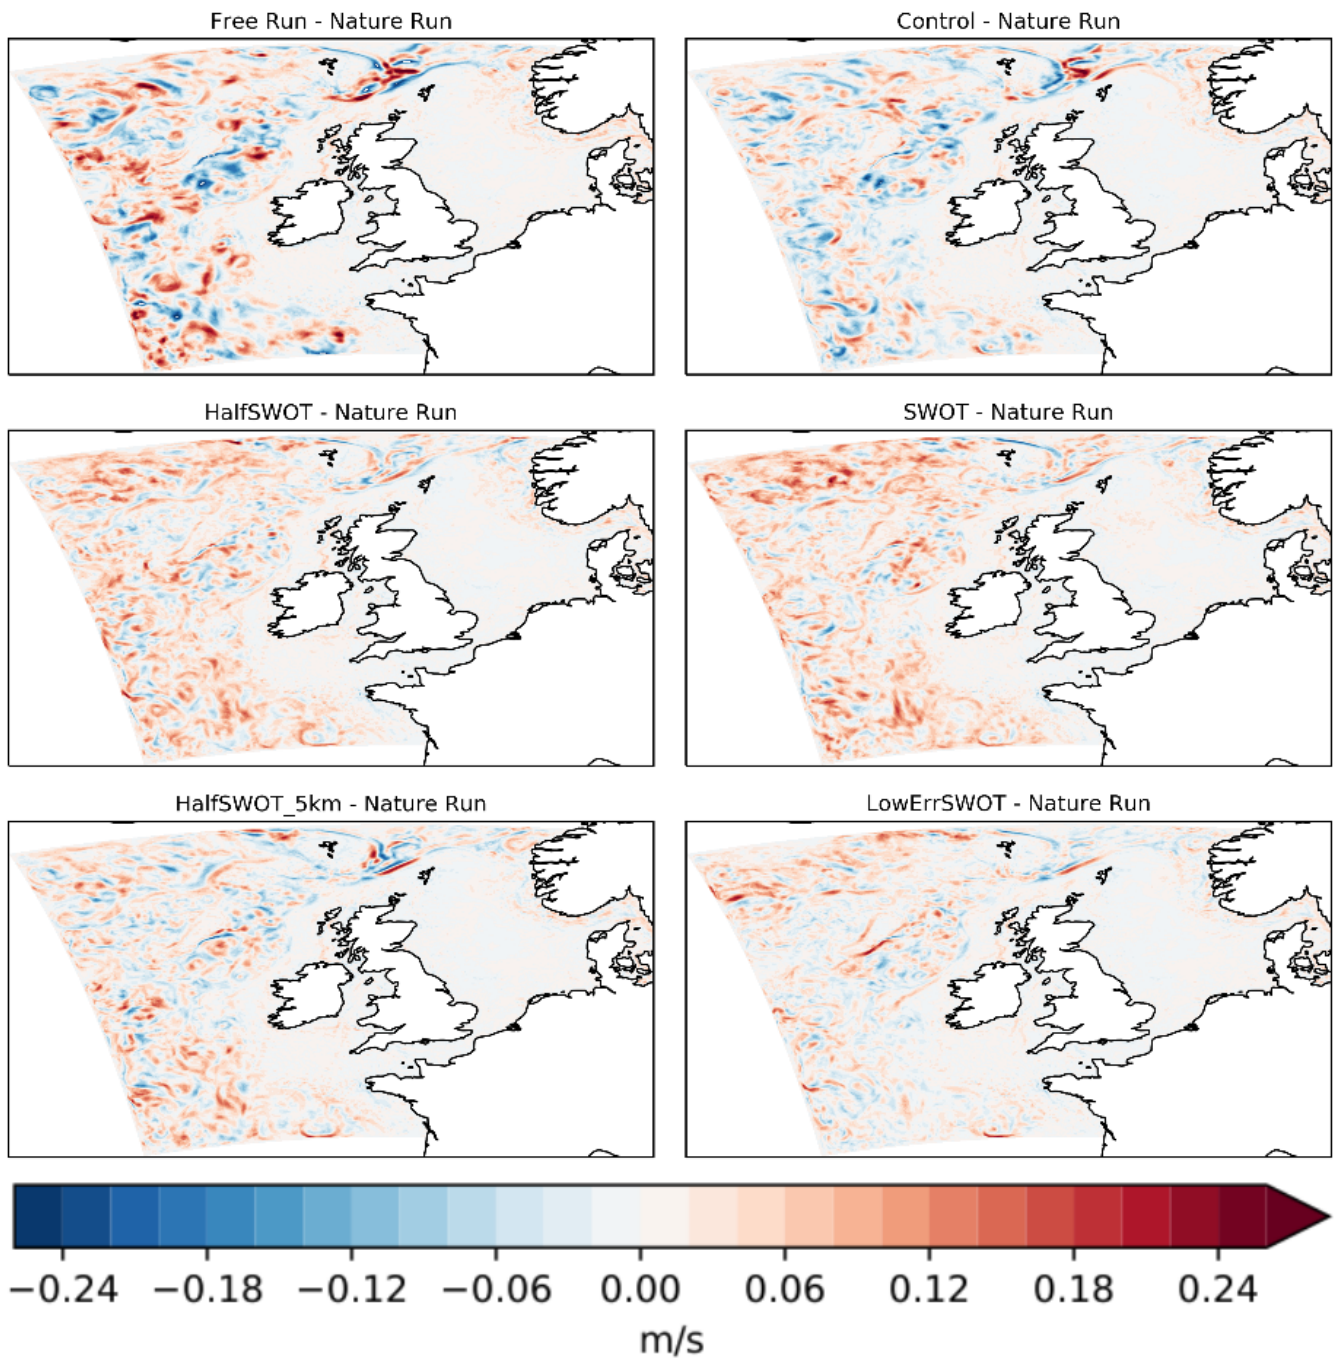 Free Run - Nature Run
Control - Nature Run
HalfSWOT - Nature Run
SWOT - Nature Run
HalfSWOT_5km - Nature Run
LowErrSWOT - Nature Run
−0.24 −0.18 −0.12 −0.06 0.00 0.06 0.12 0.18 0.24
m/s